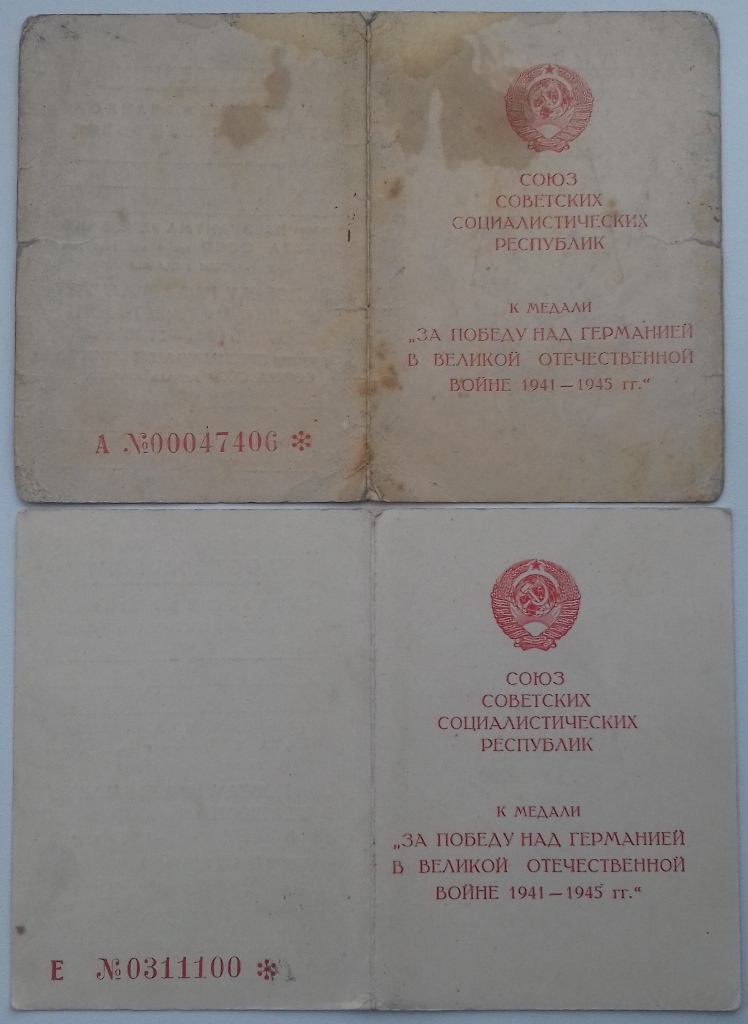 СОЮЗ
СОВЕТСКИХ
СОЦИАЛИСТИЧЕСКИХ
РЕСПУБЛИК
К МЕДАЛИ
„ЗА ПОБЕДУ НАД ГЕРМАНИЕЙ
В ВЕЛИКОЙ ОТЕЧЕСТВЕННОЙ
ВОЙНЕ 1941 — 1945 гг.“
А №00047406 *
СОЮЗ
СОВЕТСКИХ
СОЦИАЛИСТИЧЕСКИХ
РЕСПУБЛИК
К МЕДАЛИ
„ЗА ПОБЕДУ НАД ГЕРМАНИЕЙ
В ВЕЛИКОЙ ОТЕЧЕСТВЕННОЙ
ВОЙНЕ 1941 — 1945 гг.“
Е №0311100 *